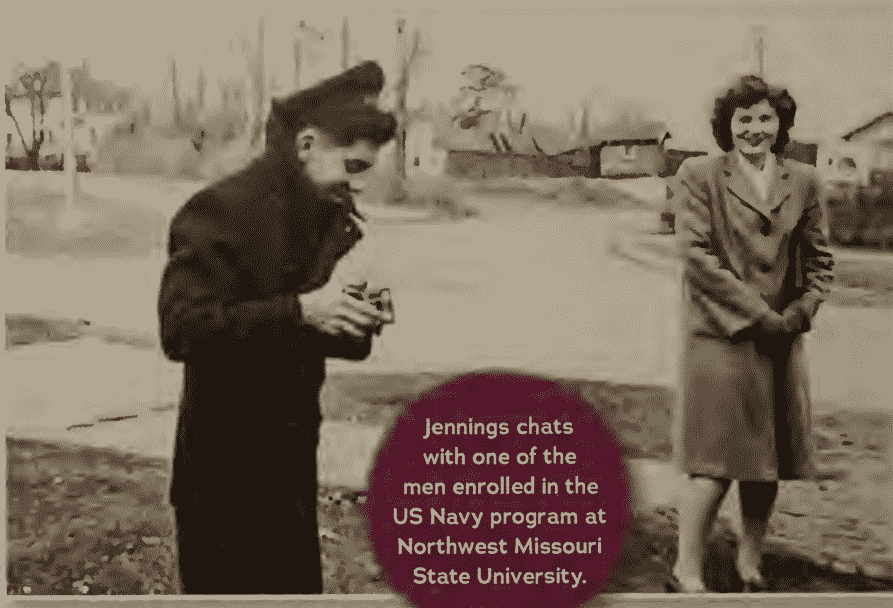 Jennings chats
with one of the
men enrolled in the
US Navy program at
Northwest Missouri
State University.